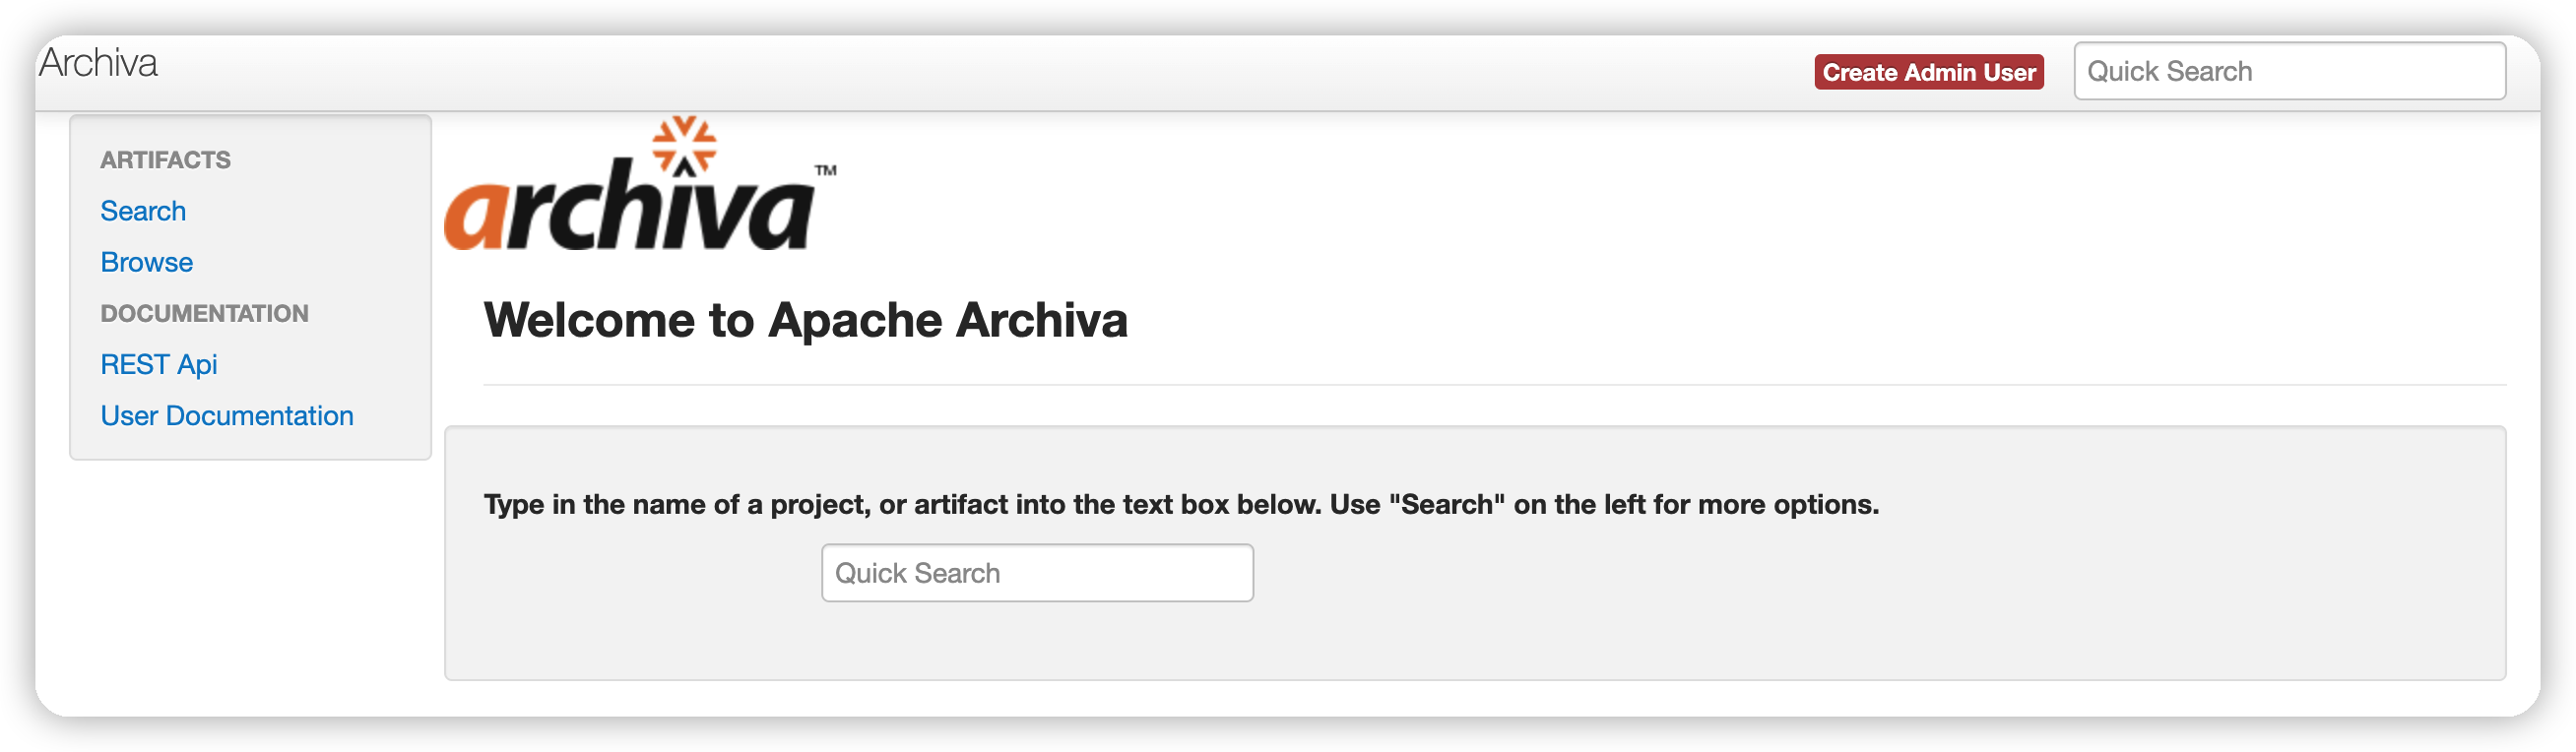 Archiva
Create Admin User
Quick Search
ARTIFACTS
Search
Browse
DOCUMENTATION
REST Api
User Documentation
archiva™
Welcome to Apache Archiva
Type in the name of a project, or artifact into the text box below. Use "Search" on the left for more options.
Quick Search